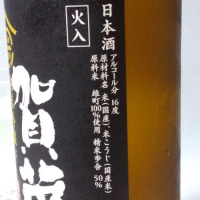 火入
日本酒
アルコール分 16度
原材料名 米(国産)、米こうじ(国産米)
原料米 雄町100%使用 精米歩合 50%
賀茂